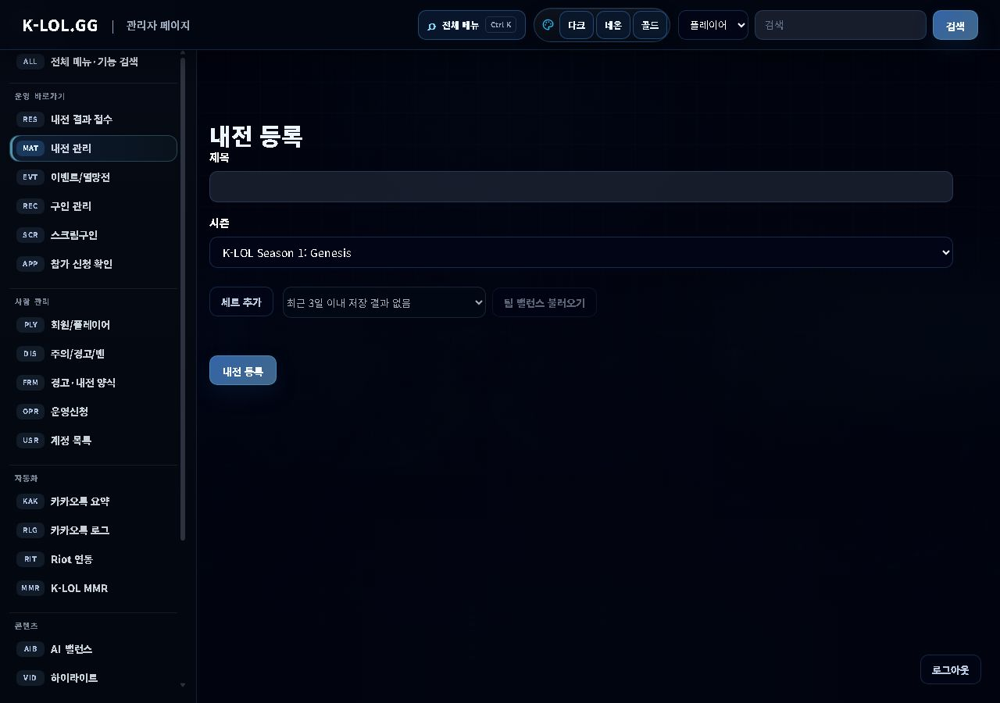 K-LOL.GG | 관리자 페이지
전체 메뉴 Ctrl K
다크 네온 골드
플레이어
검색
검색
ALL 전체 메뉴·기능 검색
운영 바로가기
RES 내전 결과 접수
MAT 내전 관리
EVT 이벤트/멸망전
REC 구인 관리
SCR 스크림구인
APP 참가 신청 확인
사람 관리
PLY 회원/플레이어
DIS 주의/경고/벤
FRM 경고·내전 양식
OPR 운영신청
USR 계정 목록
자동화
KAK 카카오톡 요약
RLG 카카오톡 로그
RIT Riot 연동
MMR K-LOL MMR
콘텐츠
AIB AI 밸런스
VID 하이라이트
내전 등록
제목
시즌
K-LOL Season 1: Genesis
세트 추가
최근 3일 이내 저장 결과 없음
팀 밸런스 불러오기
내전 등록
로그아웃